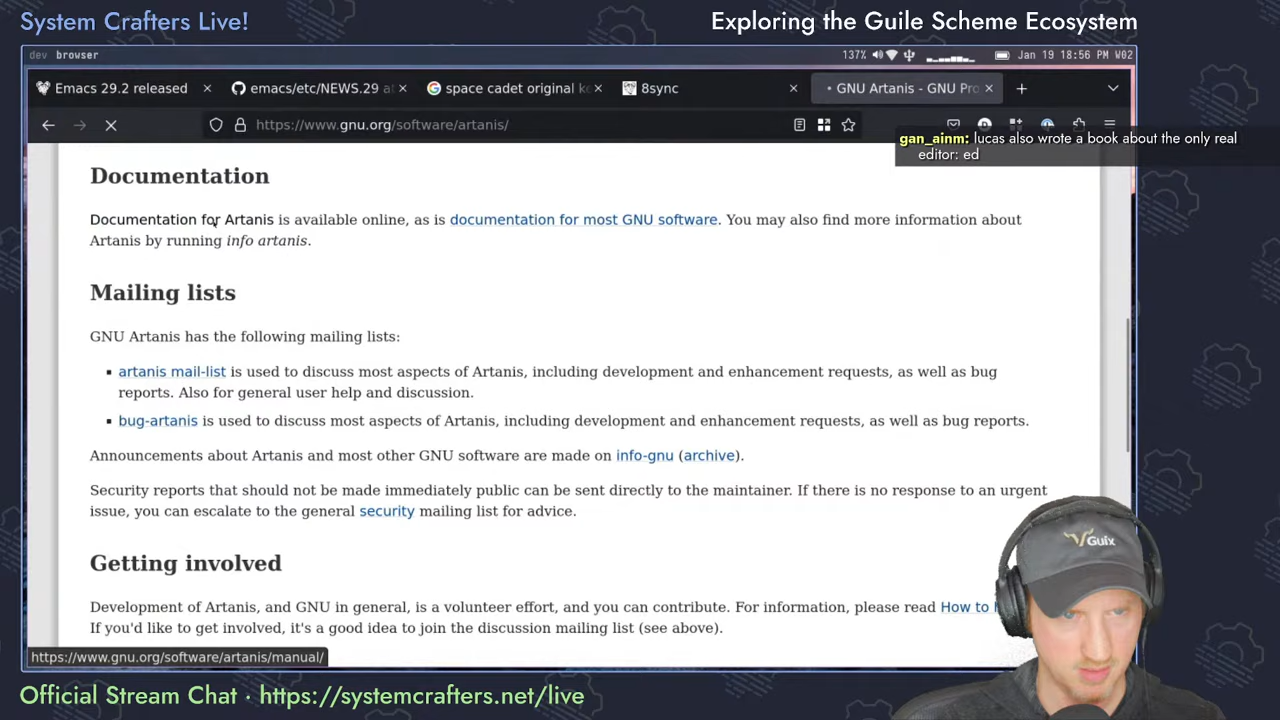 System Crafters Live!
Exploring the Guile Scheme Ecosystem
dev browser
137% Jan 19 18:56 PM W02
Emacs 29.2 released
emacs/etc/NEWS.29 at
space cadet original ke
8sync
GNU Artanis - GNU Pro
https://www.gnu.org/software/artanis/
gan_ainm: lucas also wrote a book about the only real
editor: ed
Documentation
Documentation for Artanis is available online, as is documentation for most GNU software. You may also find more information about
Artanis by running info artanis.
Mailing lists
GNU Artanis has the following mailing lists:
artanis mail-list is used to discuss most aspects of Artanis, including development and enhancement requests, as well as bug
reports. Also for general user help and discussion.
bug-artanis is used to discuss most aspects of Artanis, including development and enhancement requests, as well as bug reports.
Announcements about Artanis and most other GNU software are made on info-gnu (archive).
Security reports that should not be made immediately public can be sent directly to the maintainer. If there is no response to an urgent
issue, you can escalate to the general security mailing list for advice.
Guix
Getting involved
Development of Artanis, and GNU in general, is a volunteer effort, and you can contribute. For information, please read How to
If you'd like to get involved, it's a good idea to join the discussion mailing list (see above).
https://www.gnu.org/software/artanis/manual/
Official Stream Chat · https://systemcrafters.net/live